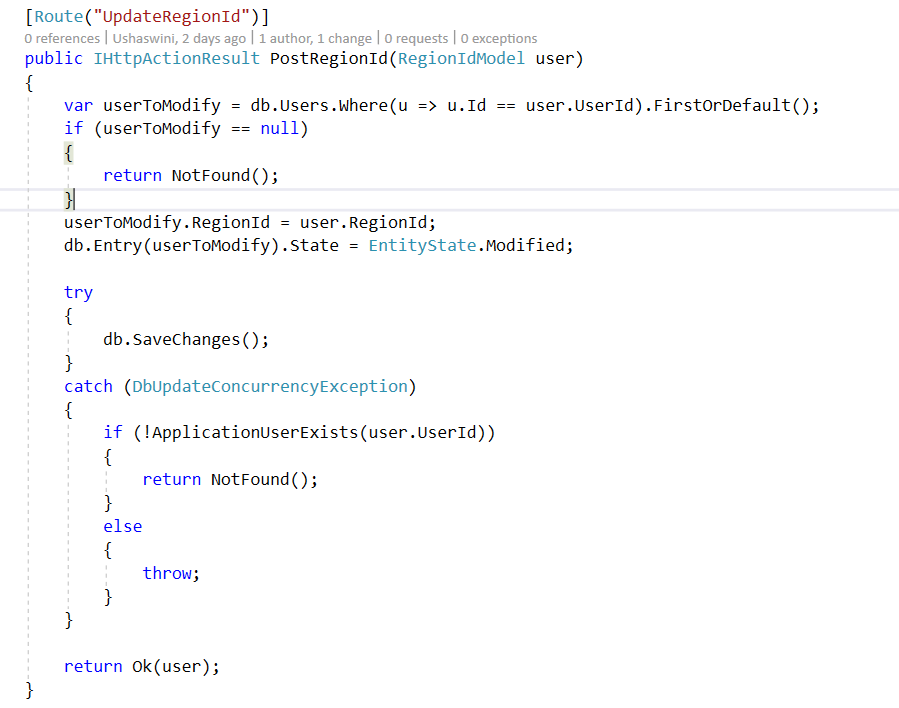 [Route("UpdateRegionId")]
0 references | Ushaswini, 2 days ago | 1 author, 1 change | 0 requests | 0 exceptions
public IHttpActionResult PostRegionId(RegionIdModel user)
{
    var userToModify = db.Users.Where(u => u.Id == user.UserId).FirstOrDefault();
    if (userToModify == null)
    {
        return NotFound();
    }
    userToModify.RegionId = user.RegionId;
    db.Entry(userToModify).State = EntityState.Modified;

    try
    {
        db.SaveChanges();
    }
    catch (DbUpdateConcurrencyException)
    {
        if (!ApplicationUserExists(user.UserId))
        {
            return NotFound();
        }
        else
        {
            throw;
        }
    }

    return Ok(user);
}